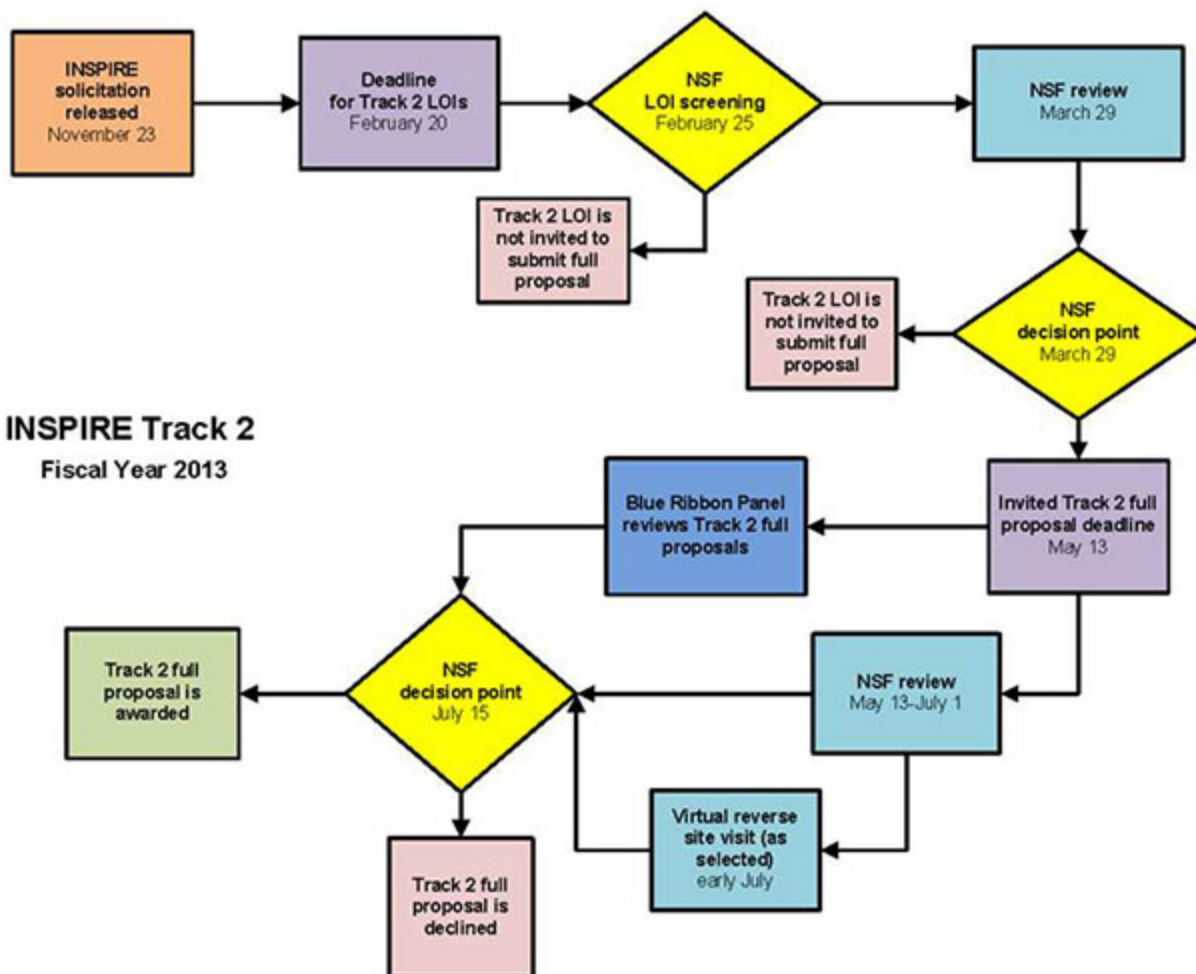 INSPIRE
solicitation
released
November 23
Deadline
for Track 2 LOIs
February 20
NSF
LOI screening
February 25
NSF review
March 29
Track 2 LOI is
not invited to
submit full
proposal
Track 2 LOI is
not invited to
submit full
proposal
NSF
decision point
March 29
INSPIRE Track 2
Fiscal Year 2013
Blue Ribbon Panel
reviews Track 2 full
proposals
Invited Track 2 full
proposal deadline
May 13
Track 2 full
proposal is
awarded
NSF
decision point
July 15
NSF review
May 13-July 1
Virtual reverse
site visit (as
selected)
early July
Track 2 full
proposal is
declined